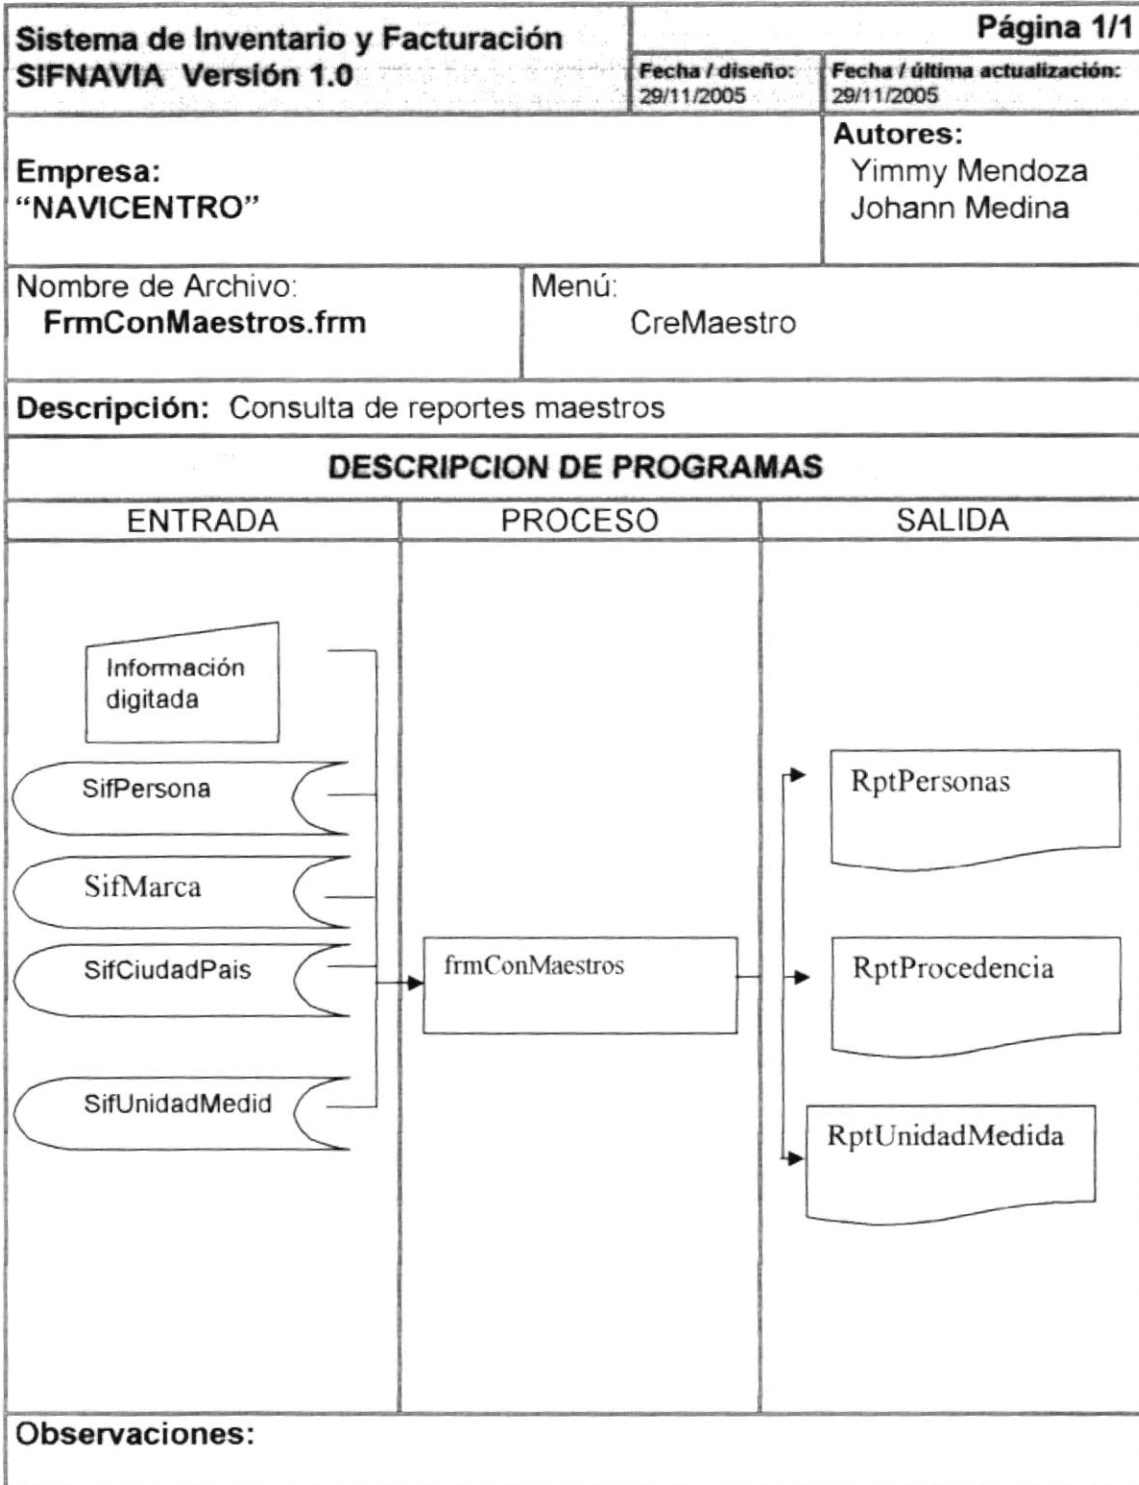 Sistema de Inventario y Facturación
SIFNAVIA Versión 1.0
Página 1/1
Fecha / diseño:
29/11/2005
Fecha / última actualización:
29/11/2005
Empresa:
“NAVICENTRO”
Autores:
Yimmy Mendoza
Johann Medina
Nombre de Archivo:
FrmConMaestros.frm
Menú:
CreMaestro
Descripción: Consulta de reportes maestros
DESCRIPCION DE PROGRAMAS
ENTRADA
PROCESO
SALIDA
Información
digitada
SifPersona
SifMarca
SifCiudadPais
SifUnidadMedid
frmConMaestros
RptPersonas
RptProcedencia
RptUnidadMedida
Observaciones: